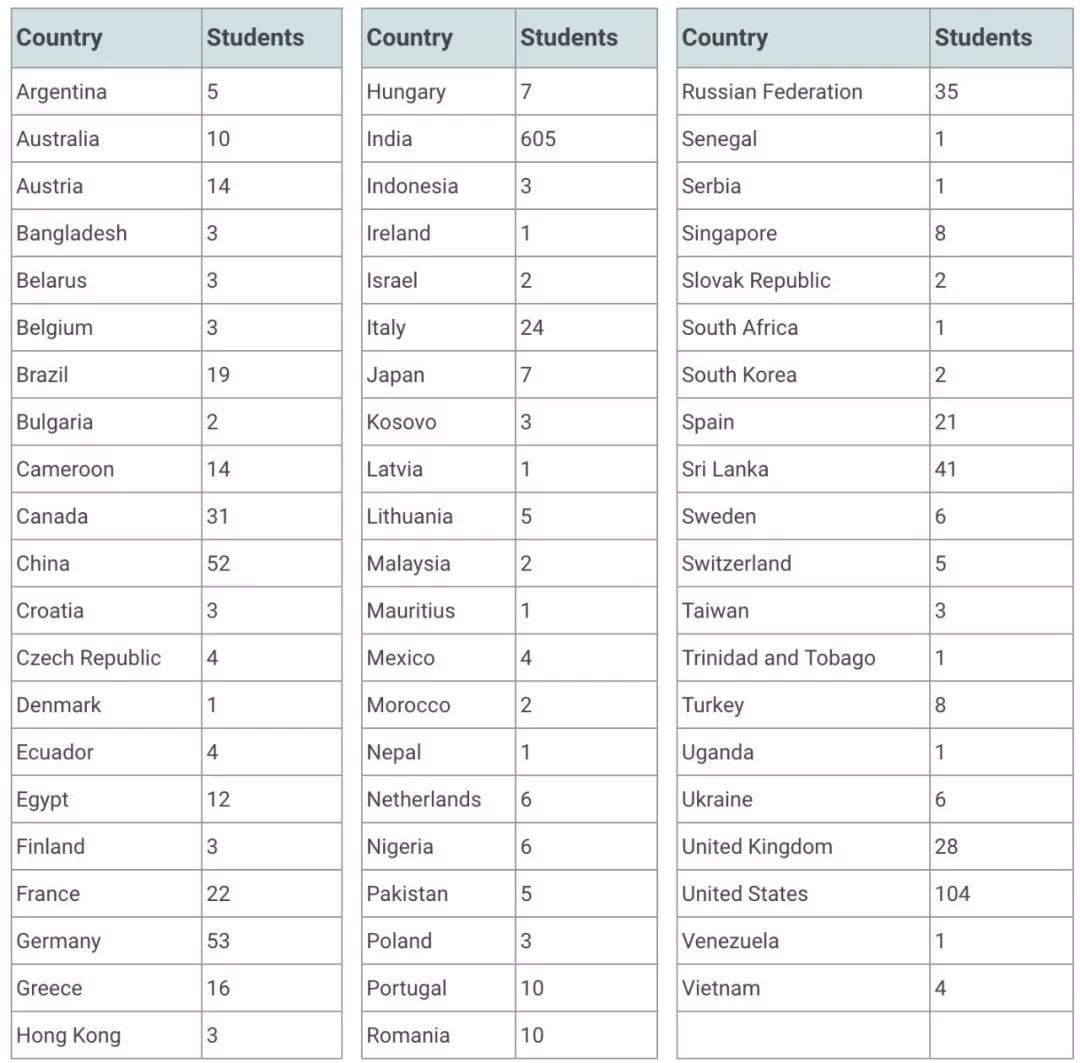 Country Students Country Students Country Students
Argentina 5 Hungary 7 Russian Federation 35
Australia 10 India 605 Senegal 1
Austria 14 Indonesia 3 Serbia 1
Bangladesh 3 Ireland 1 Singapore 8
Belarus 3 Israel 2 Slovak Republic 2
Belgium 3 Italy 24 South Africa 1
Brazil 19 Japan 7 South Korea 2
Bulgaria 2 Kosovo 3 Spain 21
Cameroon 14 Latvia 1 Sri Lanka 41
Canada 31 Lithuania 5 Sweden 6
China 52 Malaysia 2 Switzerland 5
Croatia 3 Mauritius 1 Taiwan 3
Czech Republic 4 Mexico 4 Trinidad and Tobago 1
Denmark 1 Morocco 2 Turkey 8
Ecuador 4 Nepal 1 Uganda 1
Egypt 12 Netherlands 6 Ukraine 6
Finland 3 Nigeria 6 United Kingdom 28
France 22 Pakistan 5 United States 104
Germany 53 Poland 3 Venezuela 1
Greece 16 Portugal 10 Vietnam 4
Hong Kong 3 Romania 10